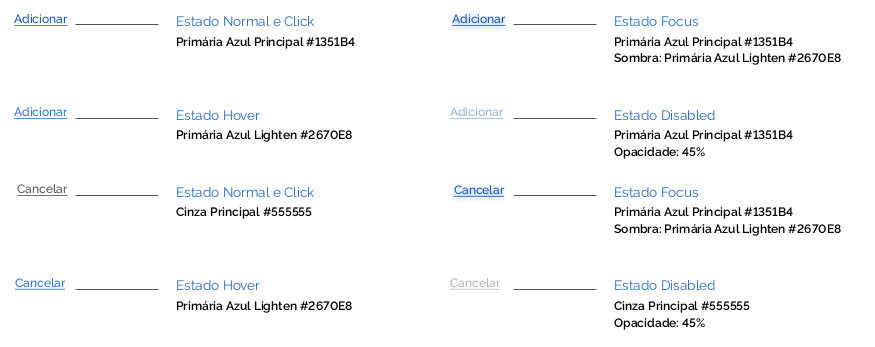 Adicionar
Estado Normal e Click
Primária Azul Principal #1351B4
Adicionar
Estado Focus
Primária Azul Principal #1351B4
Sombra: Primária Azul Lighten #2670E8
Adicionar
Estado Hover
Primária Azul Lighten #2670E8
Adicionar
Estado Disabled
Primária Azul Principal #1351B4
Opacidade: 45%
Cancelar
Estado Normal e Click
Cinza Principal #555555
Cancelar
Estado Focus
Primária Azul Principal #1351B4
Sombra: Primária Azul Lighten #2670E8
Cancelar
Estado Hover
Primária Azul Lighten #2670E8
Cancelar
Estado Disabled
Cinza Principal #555555
Opacidade: 45%